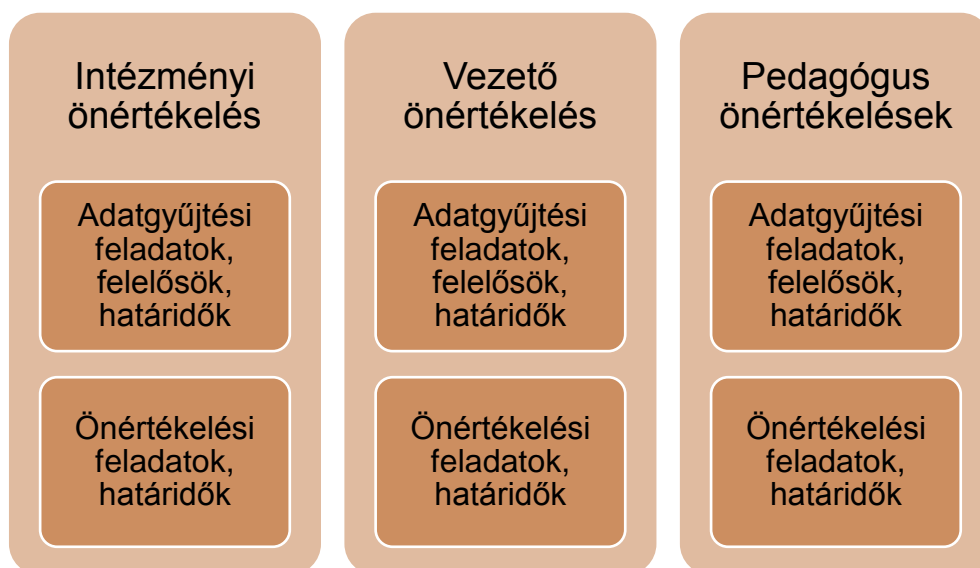 Intézményi
önértékelés
Adatgyűjtési
feladatok,
felelősök,
határidők
Önértékelési
feladatok,
határidők
Vezető
önértékelés
Adatgyűjtési
feladatok,
felelősök,
határidők
Önértékelési
feladatok,
határidők
Pedagógus
önértékelések
Adatgyűjtési
feladatok,
felelősök,
határidők
Önértékelési
feladatok,
határidők